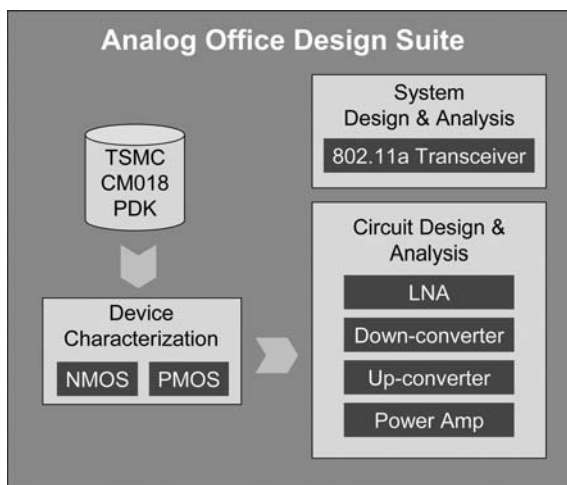 Analog Office Design Suite
TSMC
CM018
PDK
Device
Characterization
NMOS PMOS
System
Design & Analysis
802.11a Transceiver
Circuit Design &
Analysis
LNA
Down-converter
Up-converter
Power Amp